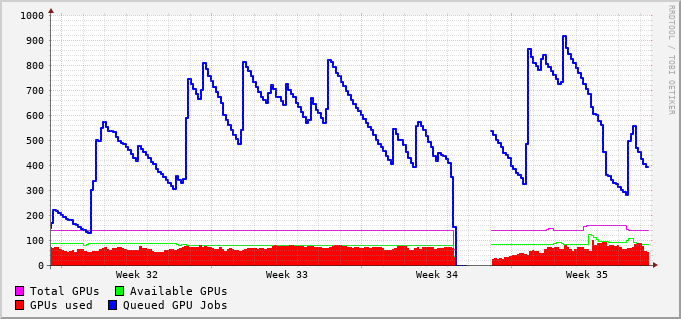 1000
900
800
700
600
500
400
300
200
100
0
Week 32 Week 33 Week 34 Week 35
Total GPUs Available GPUs
GPUs used Queued GPU Jobs
RRDTOOL / TOBI OETIKER